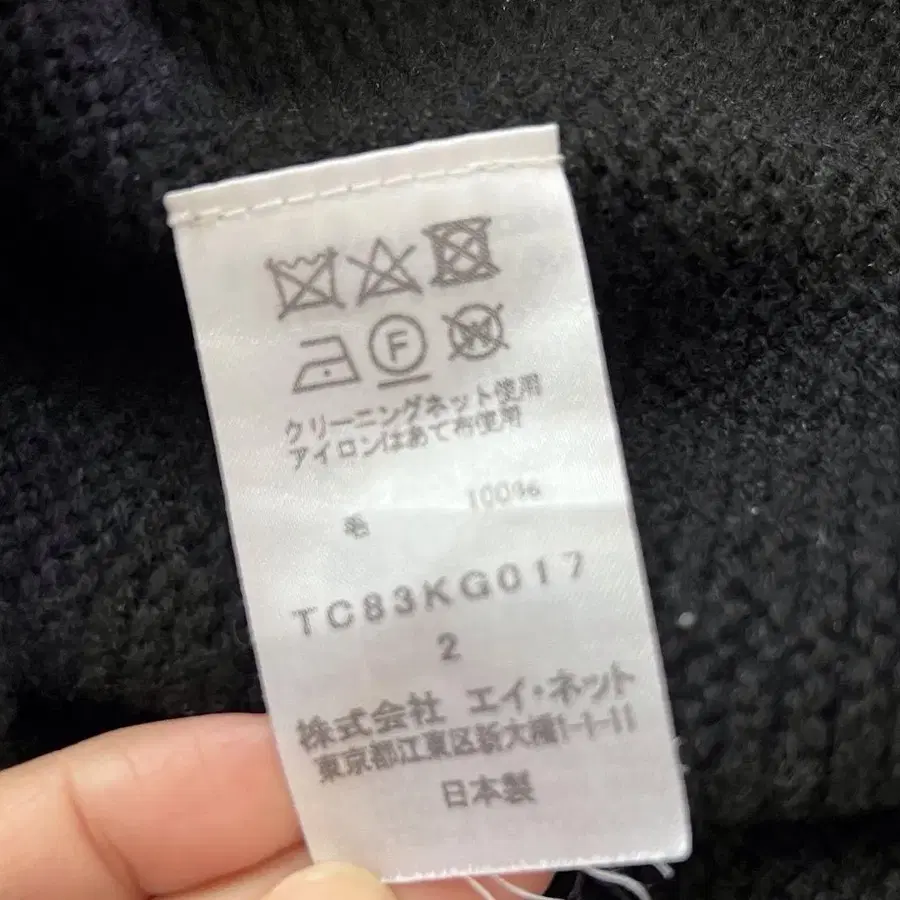 F W
クリーニングネット使用
アイロンはあて布使用
毛 100%
TC83KG017
2
株式会社 エイ・ネット
東京都江東区新大橋1-1-11
日本製